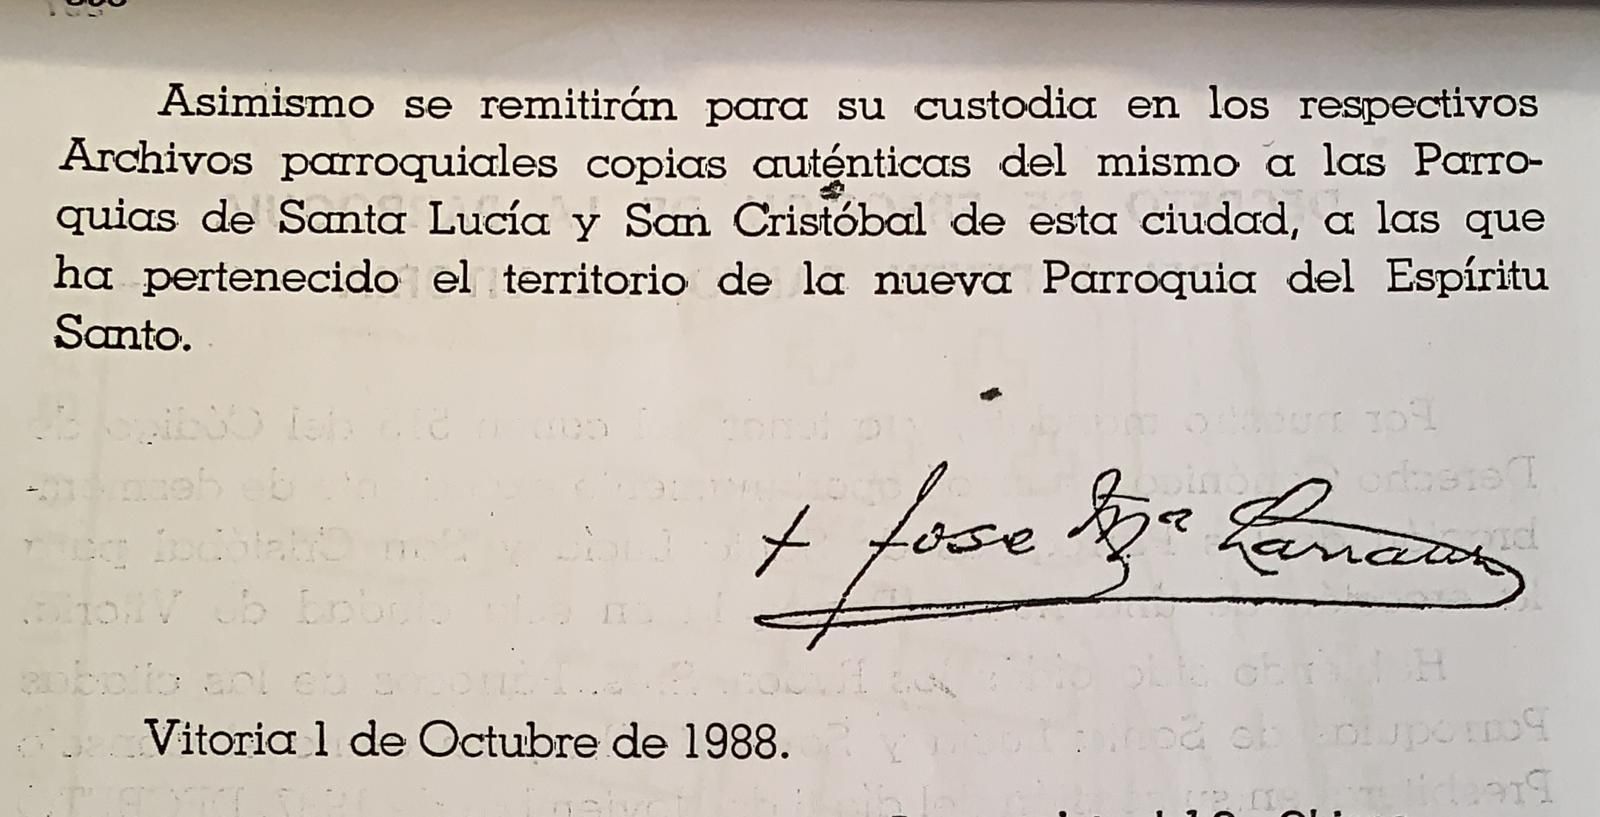 Asimismo se remitirán para su custodia en los respectivos
Archivos parroquiales copias auténticas del mismo a las Parro-
quias de Santa Lucía y San Cristóbal de esta ciudad, a las que
ha pertenecido el territorio de la nueva Parroquia del Espíritu
Santo.
+ Jose Mª Larrauri
Vitoria 1 de Octubre de 1988.